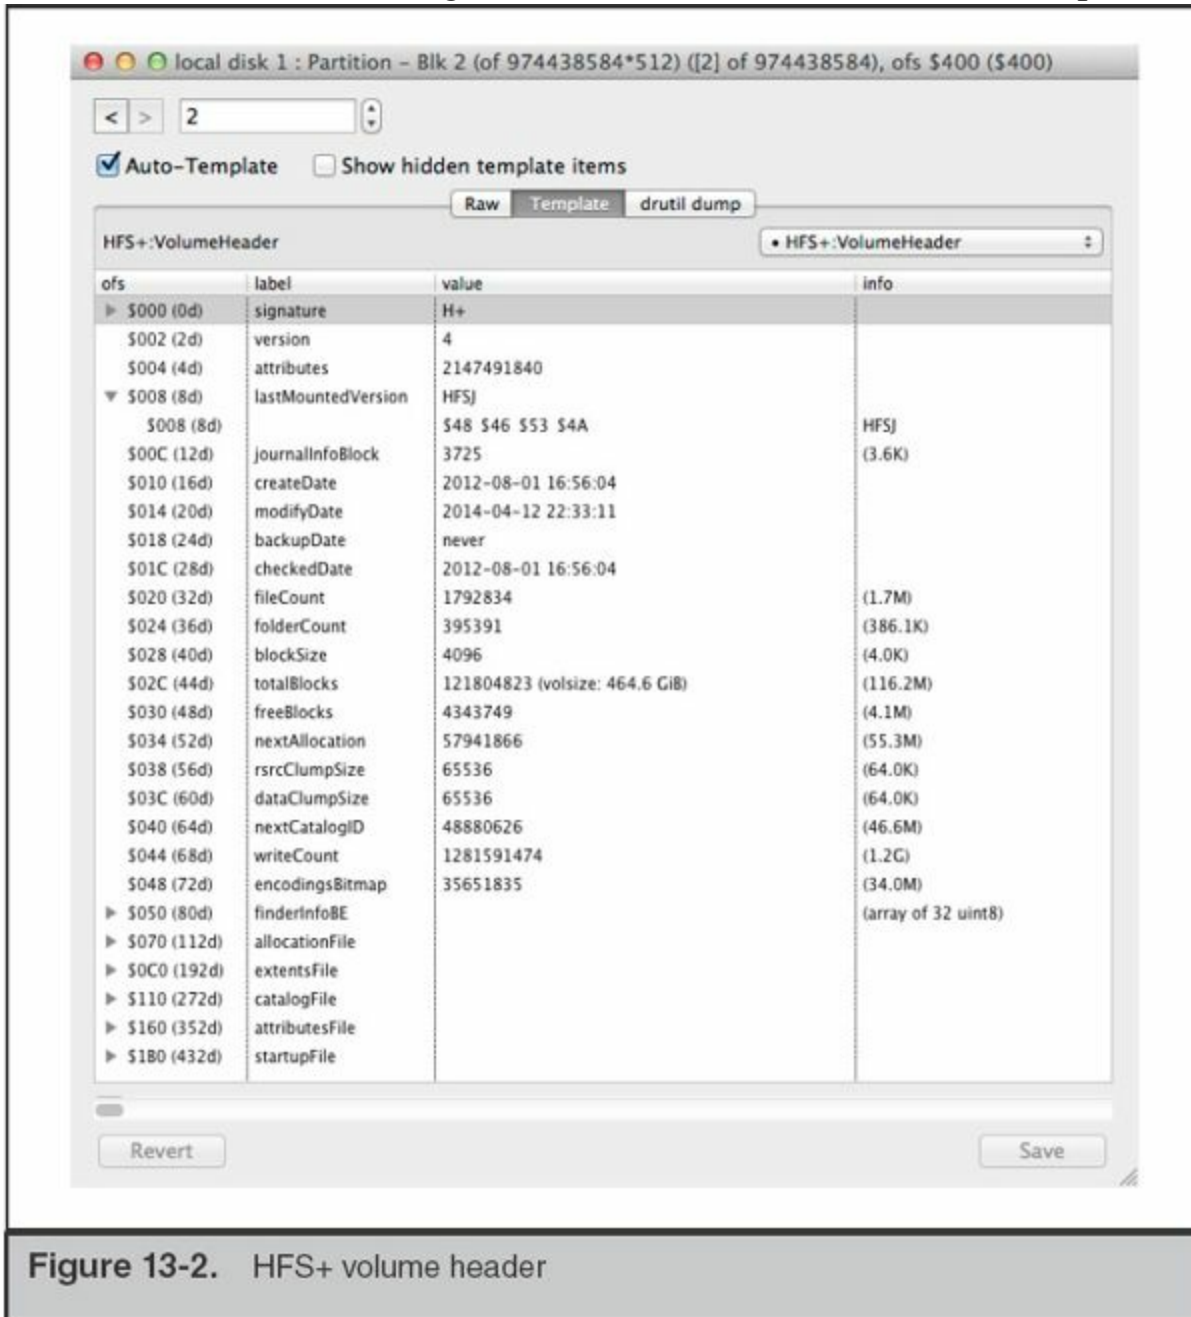 local disk 1 : Partition – Blk 2 (of 974438584*512) ([2] of 974438584), ofs $400 ($400)
< > 2
Auto-Template Show hidden template items
Raw Template drutil dump
HFS+:VolumeHeader • HFS+:VolumeHeader
ofs label value info
$000 (0d) signature H+
$002 (2d) version 4
$004 (4d) attributes 2147491840
$008 (8d) lastMountedVersion HFSJ
$008 (8d) $48 $46 $53 $4A HFSJ
$00C (12d) journalInfoBlock 3725 (3.6K)
$010 (16d) createDate 2012-08-01 16:56:04
$014 (20d) modifyDate 2014-04-12 22:33:11
$018 (24d) backupDate never
$01C (28d) checkedDate 2012-08-01 16:56:04
$020 (32d) fileCount 1792834 (1.7M)
$024 (36d) folderCount 395391 (386.1K)
$028 (40d) blockSize 4096 (4.0K)
$02C (44d) totalBlocks 121804823 (volsize: 464.6 GiB) (116.2M)
$030 (48d) freeBlocks 4343749 (4.1M)
$034 (52d) nextAllocation 57941866 (55.3M)
$038 (56d) rsrcClumpSize 65536 (64.0K)
$03C (60d) dataClumpSize 65536 (64.0K)
$040 (64d) nextCatalogID 48880626 (46.6M)
$044 (68d) writeCount 1281591474 (1.2G)
$048 (72d) encodingsBitmap 35651835 (34.0M)
$050 (80d) finderInfoBE (array of 32 uint8)
$070 (112d) allocationFile
$0C0 (192d) extentsFile
$110 (272d) catalogFile
$160 (352d) attributesFile
$1B0 (432d) startupFile
Revert Save
Figure 13-2. HFS+ volume header